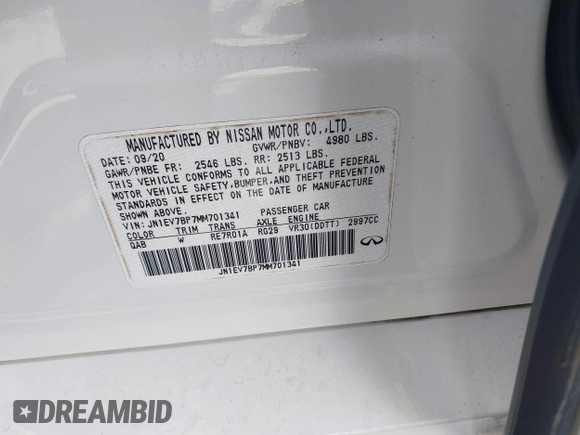 MANUFACTURED BY NISSAN MOTOR CO.,LTD.
DATE: 09/20 GVWR/PNBV: 4980 LBS.
GAWR/PNBE FR: 2546 LBS. RR: 2513 LBS.
THIS VEHICLE CONFORMS TO ALL APPLICABLE FEDERAL
MOTOR VEHICLE SAFETY,BUMPER,AND THEFT PREVENTION
STANDARDS IN EFFECT ON THE DATE OF MANUFACTURE
SHOWN ABOVE.
VIN: JN1EV7BP7MM701341 PASSENGER CAR
COLOR TRIM TRANS AXLE ENGINE
QAB W RE7R01A RG29 VR30(DDTT) 2997CC
JN1EV7BP7MM701341
INFINITI
DREAMBID